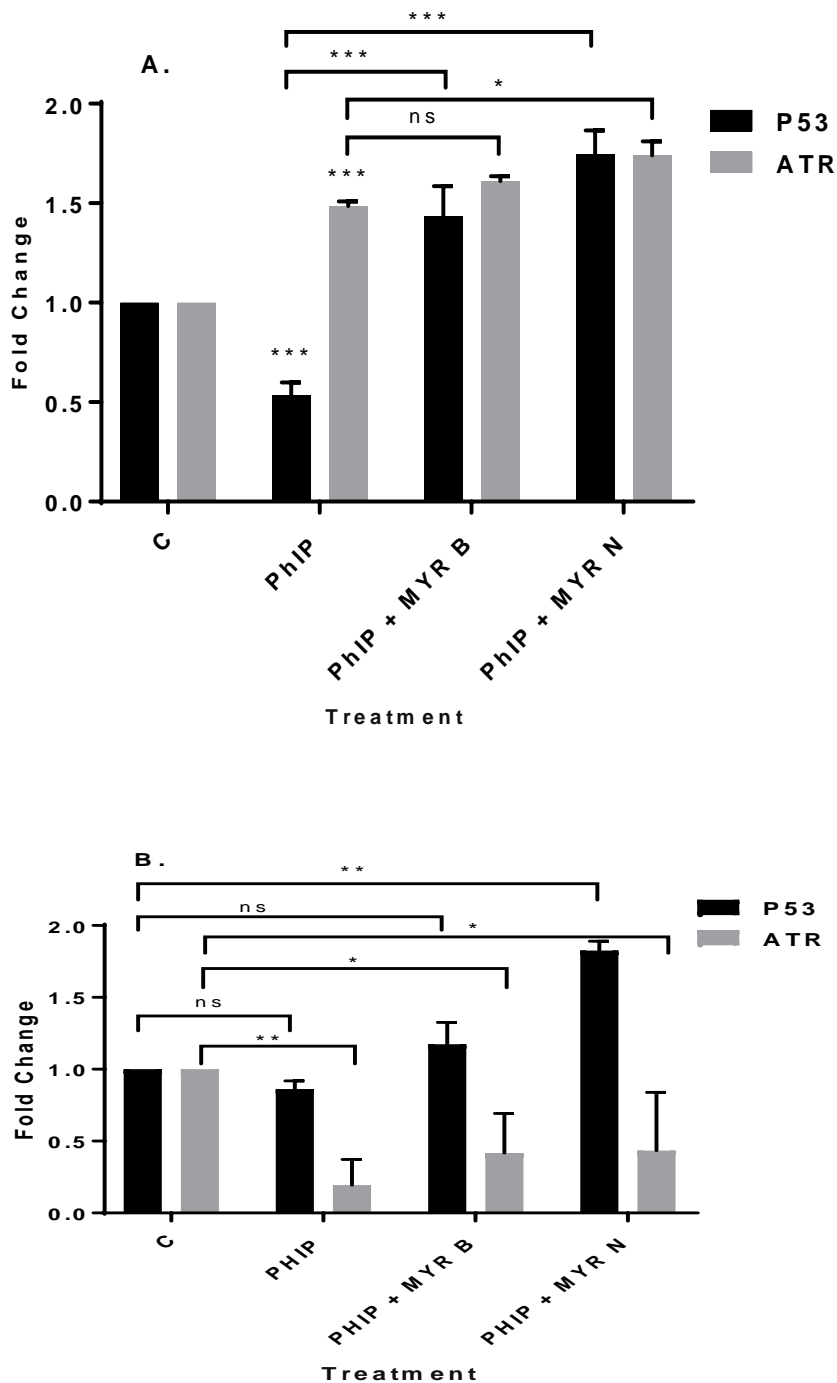 ***
A.
***
*
ns
***
***
P53
ATR
Fold Change
2.0
1.5
1.0
0.5
0.0
C
PhIP
PhIP + MYR B
PhIP + MYR N
Treatment
B.
**
ns
*
*
ns
**
P53
ATR
Fold Change
2.0
1.5
1.0
0.5
0.0
C
PHIP
PHIP + MYR B
PHIP + MYR N
Treatment